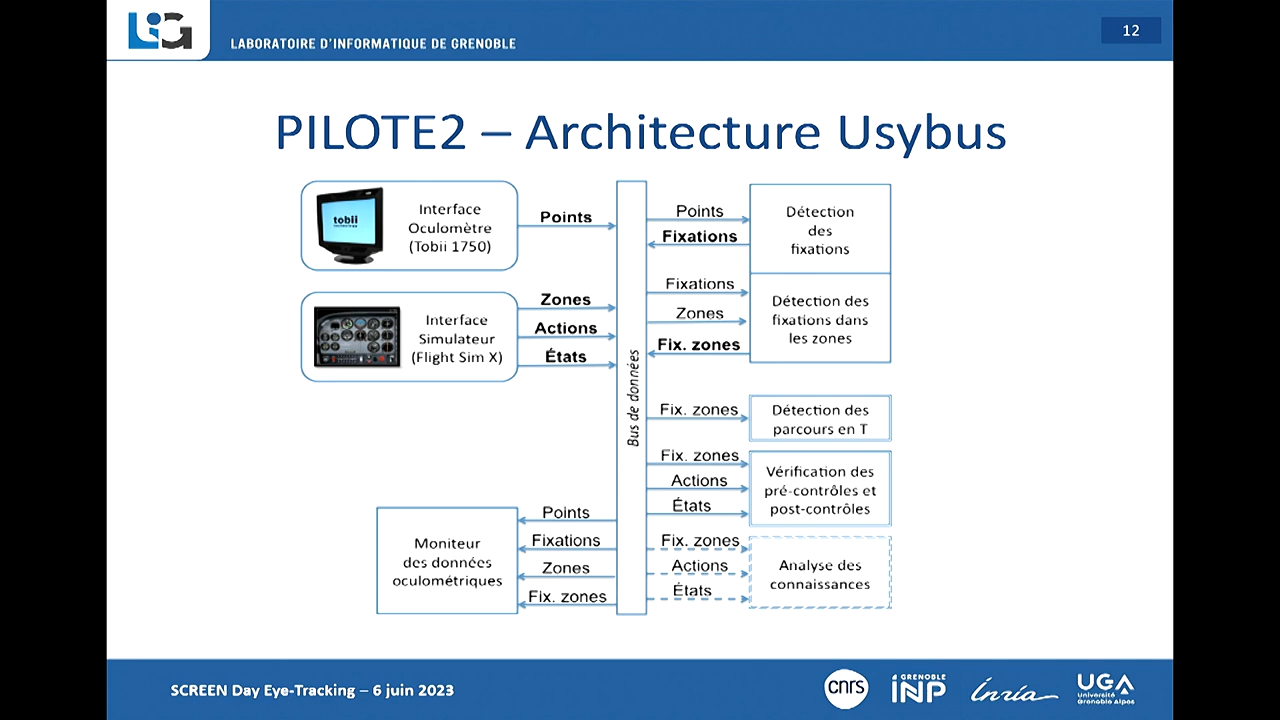 LiG
LABORATOIRE D'INFORMATIQUE DE GRENOBLE
12
PILOTE2 – Architecture Usybus
tobii
Interface
Oculomètre
(Tobii 1750)
Points
Interface
Simulateur
(Flight Sim X)
Zones
Actions
États
Bus de données
Points
Fixations
Détection
des
fixations
Fixations
Zones
Fix. zones
Détection des
fixations dans
les zones
Fix. zones
Détection des
parcours en T
Fix. zones
Actions
États
Vérification des
pré-contrôles et
post-contrôles
Moniteur
des données
oculométriques
Points
Fixations
Zones
Fix. zones
Fix. zones
Actions
États
Analyse des
connaissances
SCREEN Day Eye-Tracking – 6 juin 2023
cnrs
GRENOBLE
INP
Inria
UGA
Université
Grenoble Alpes